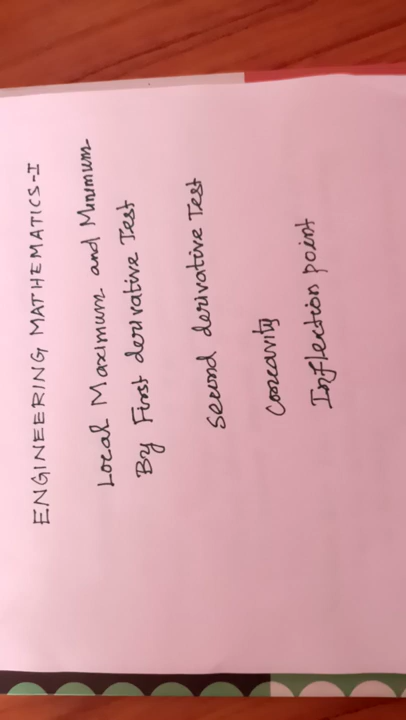 ENGINEERING MATHEMATICS-I
Local Maximum and Minimum
By First derivative Test
second derivative Test
concavity
Inflection point